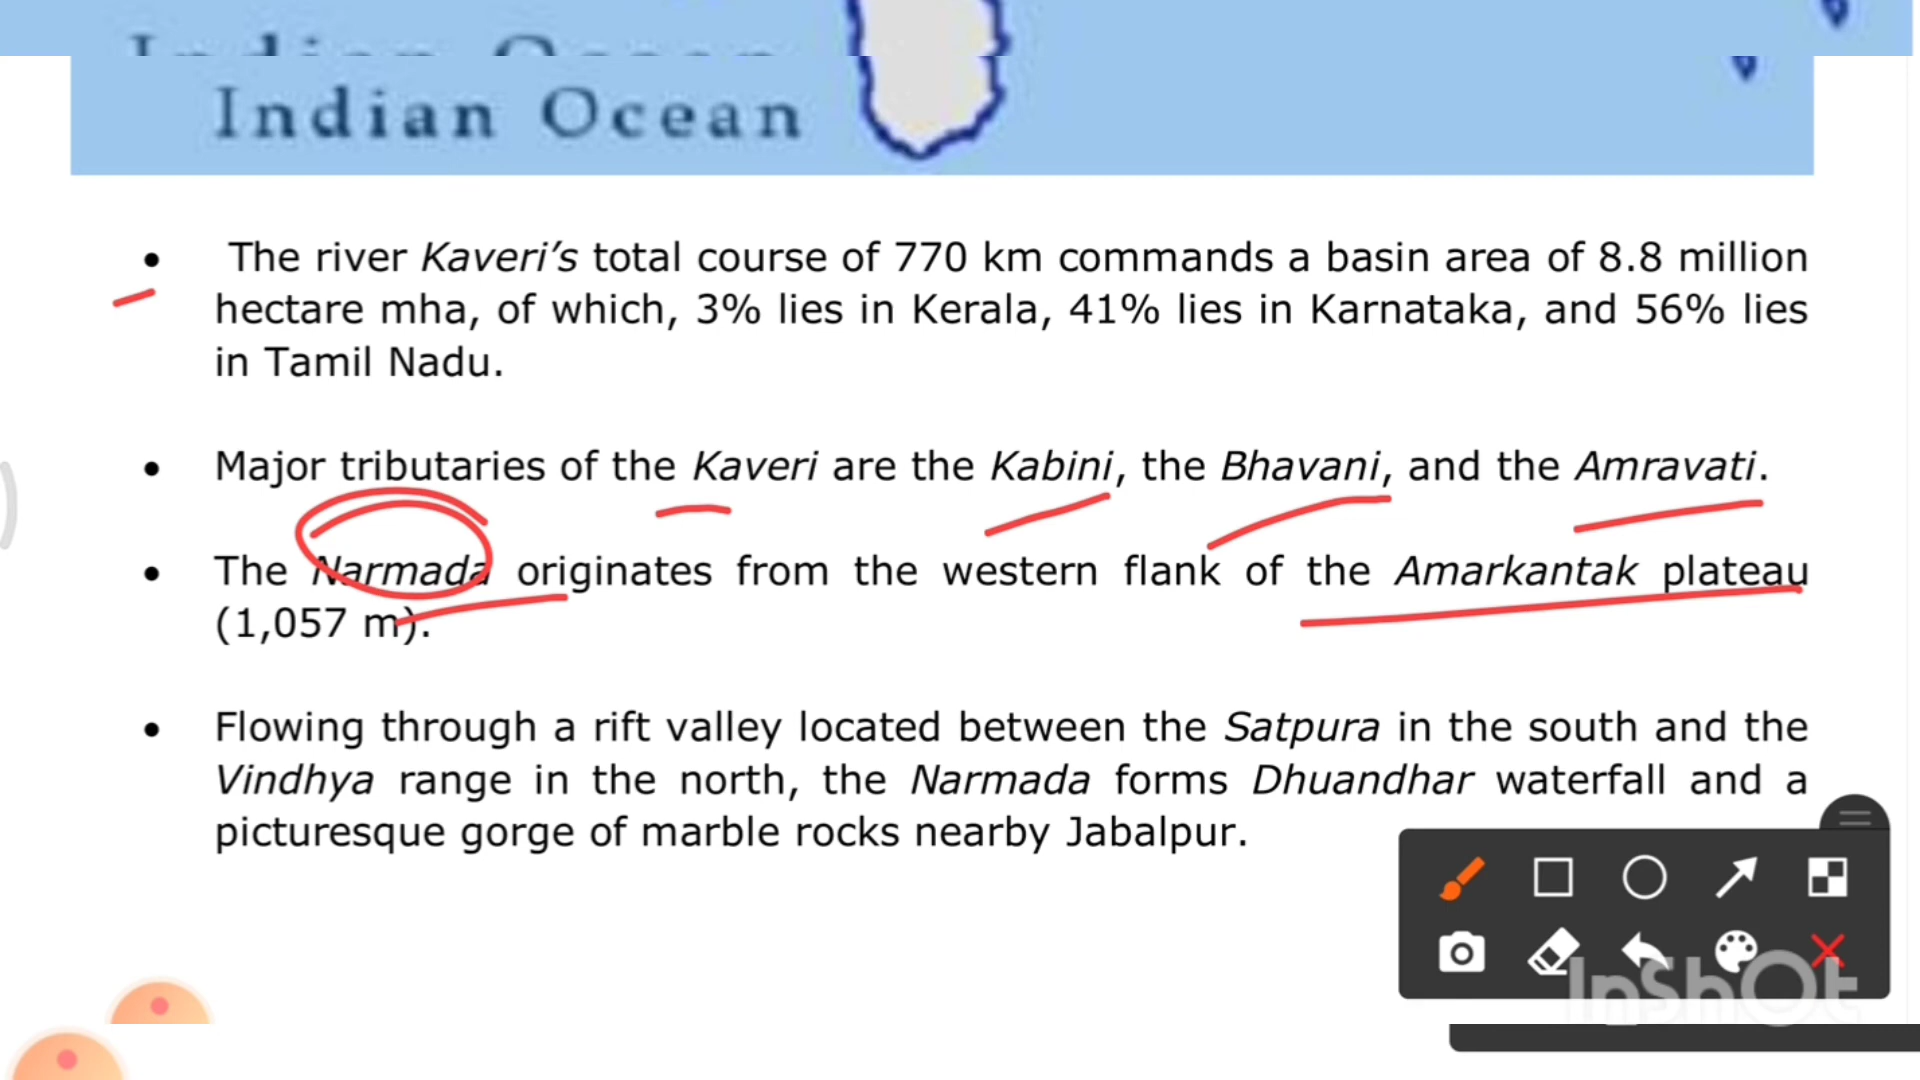 Indian Ocean
Indian Ocean
• The river Kaveri’s total course of 770 km commands a basin area of 8.8 million
hectare mha, of which, 3% lies in Kerala, 41% lies in Karnataka, and 56% lies
in Tamil Nadu.
• Major tributaries of the Kaveri are the Kabini, the Bhavani, and the Amravati.
• The Narmada originates from the western flank of the Amarkantak plateau
(1,057 m).
• Flowing through a rift valley located between the Satpura in the south and the
Vindhya range in the north, the Narmada forms Dhuandhar waterfall and a
picturesque gorge of marble rocks nearby Jabalpur.
InShOt